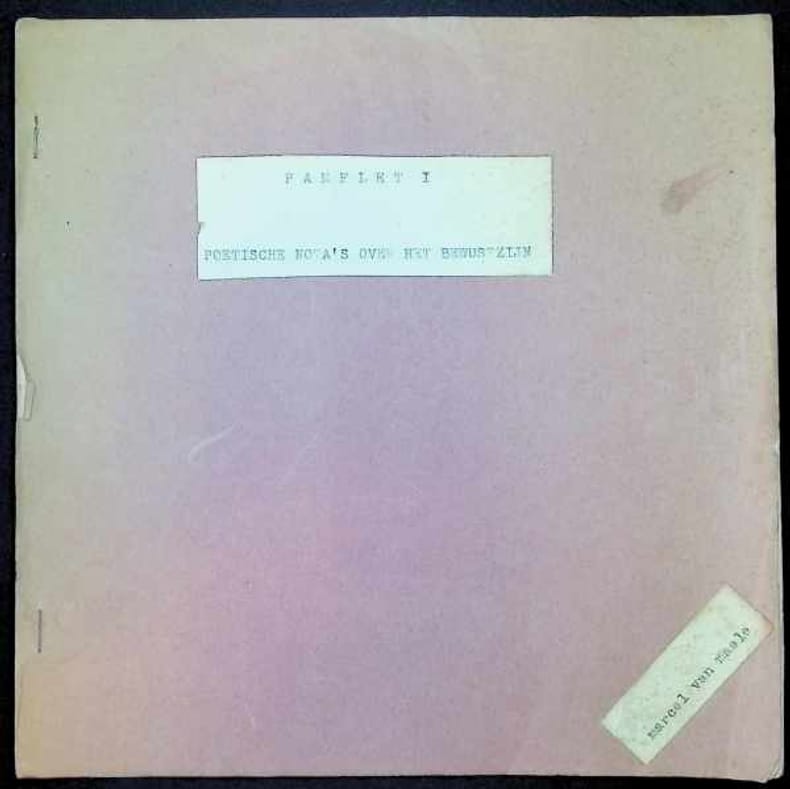 PAMFLET I
POETISCHE NOTA'S OVER HET BEWUSTZIJN
marcel van maele